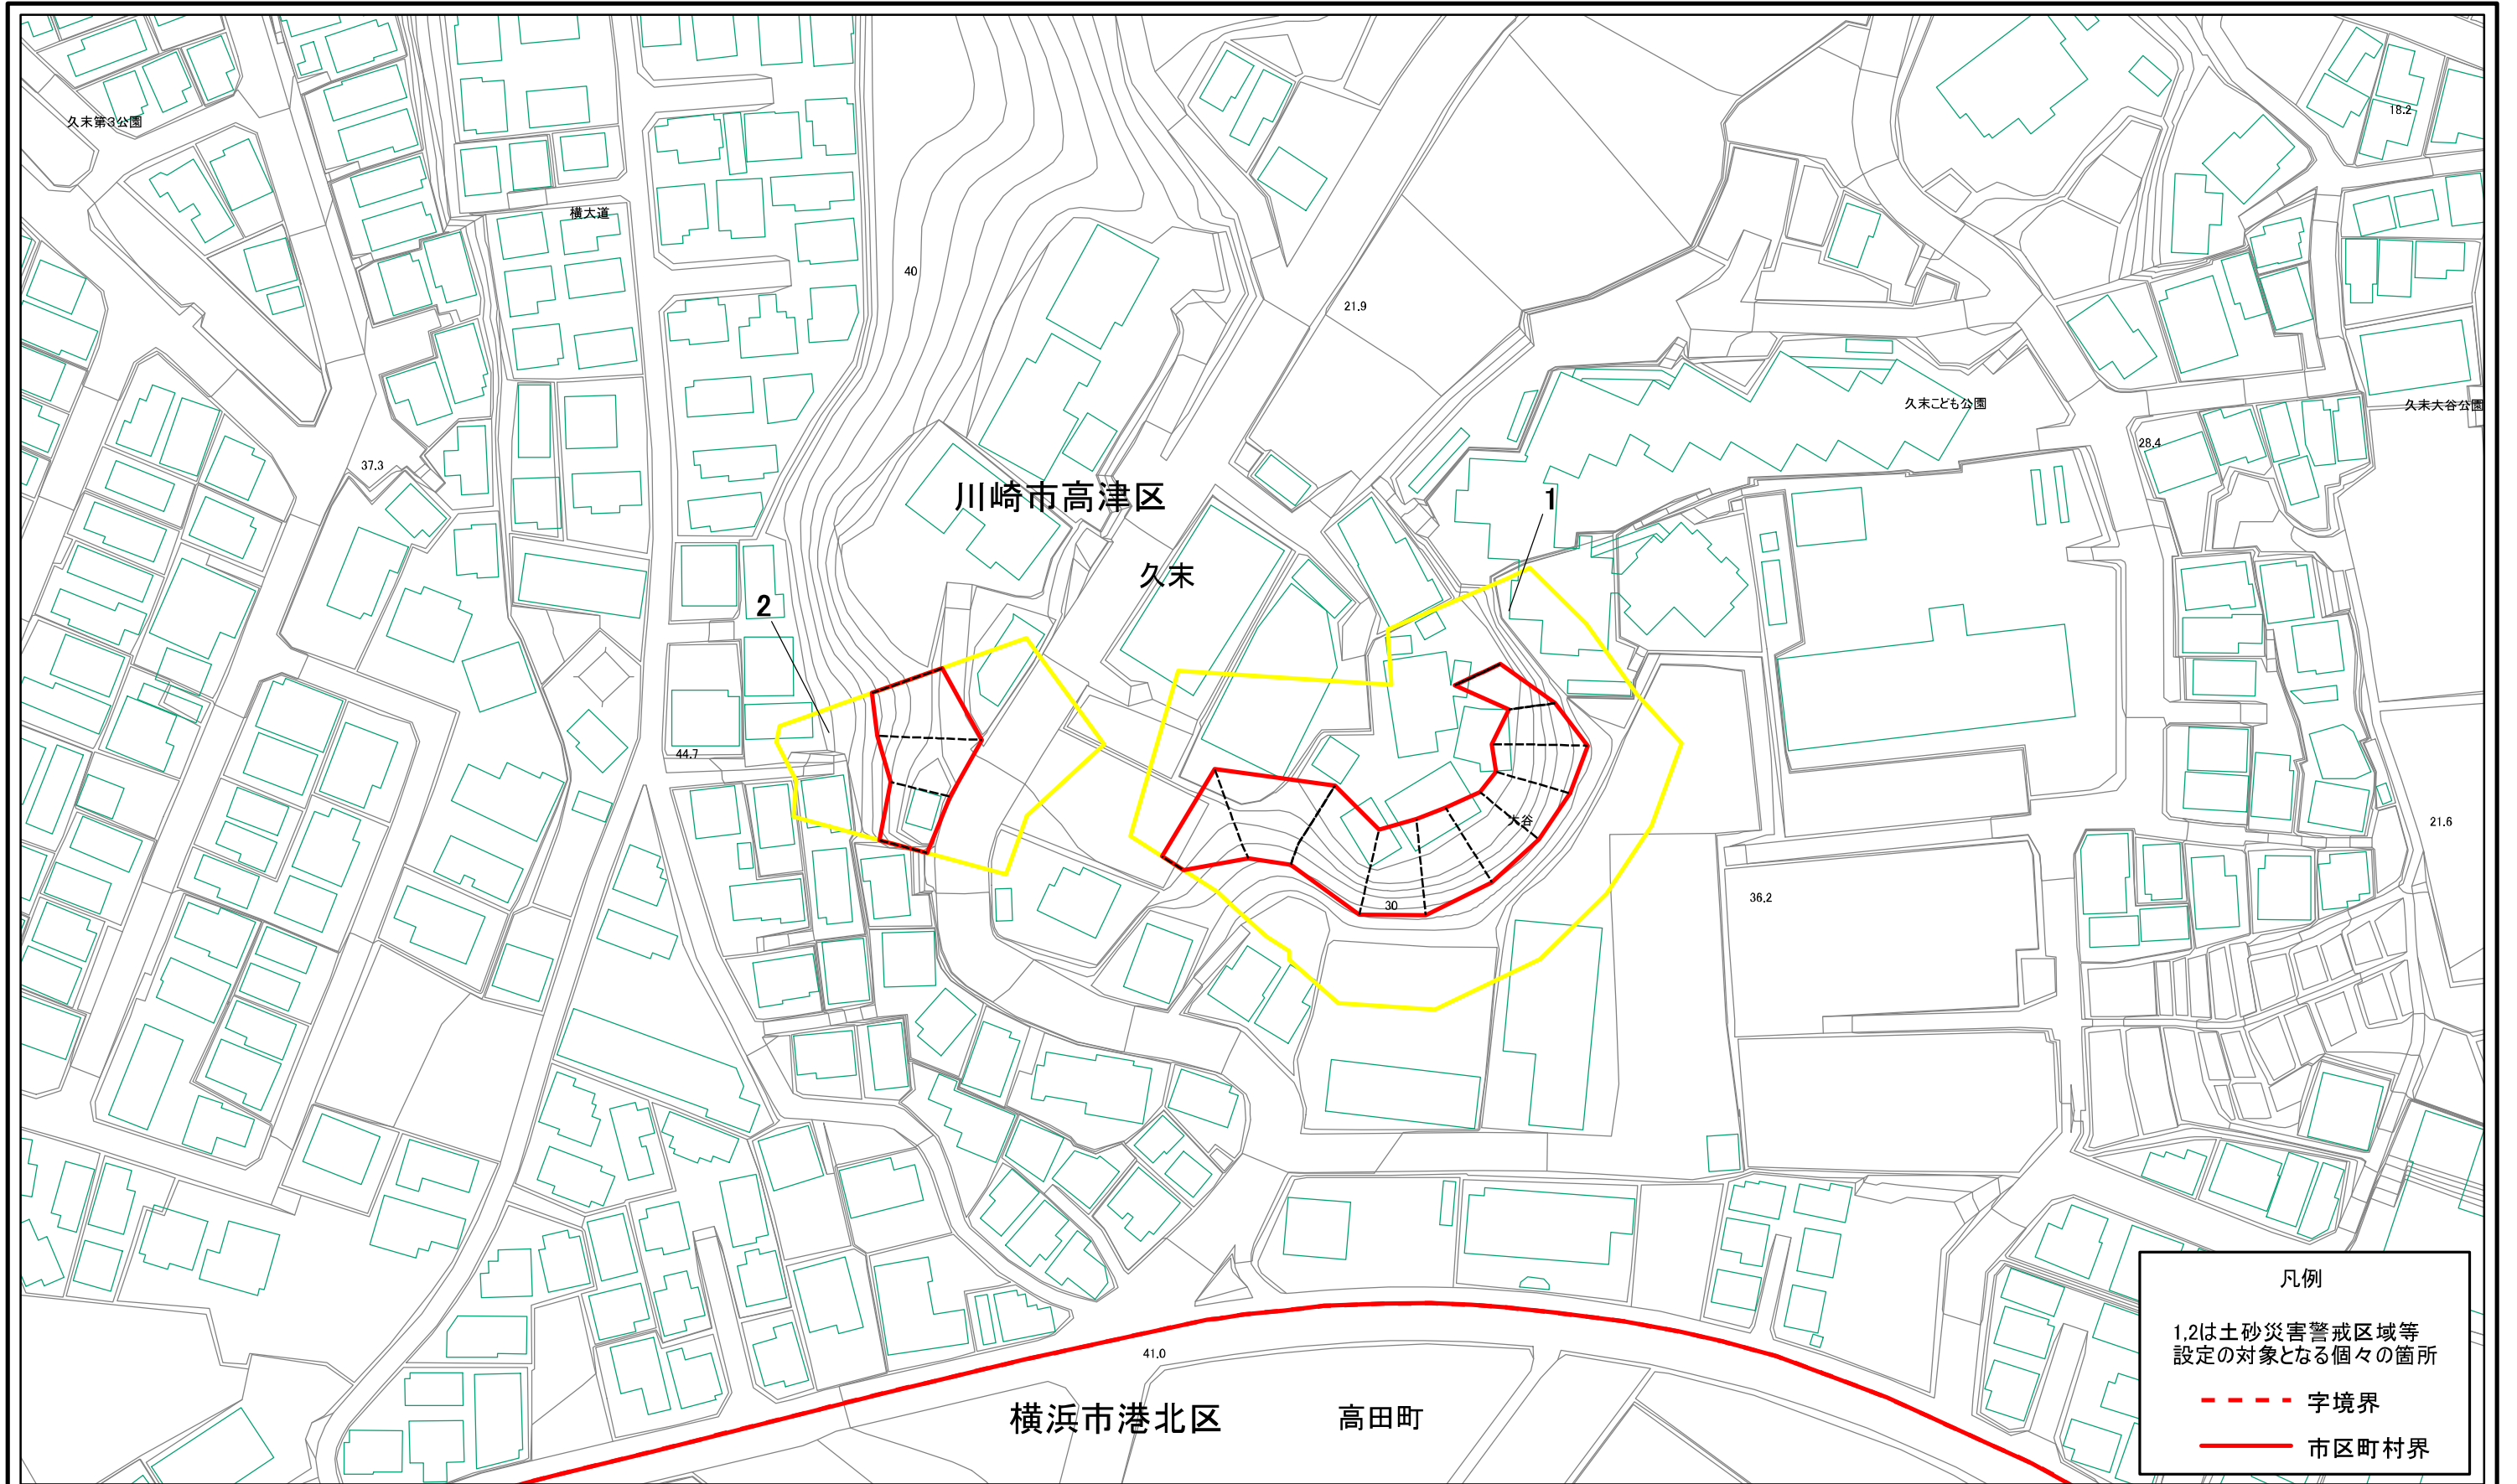 久末第3公園
18.2
横大道
40
21.9
久末こども公園
久末大谷公園
28.4
37.3
川崎市高津区
1
久末
2
44.7
大谷
21.6
36.2
30
凡例
1,2は土砂災害警戒区域等
設定の対象となる個々の箇所
字境界
市区町村界
41.0
横浜市港北区
高田町